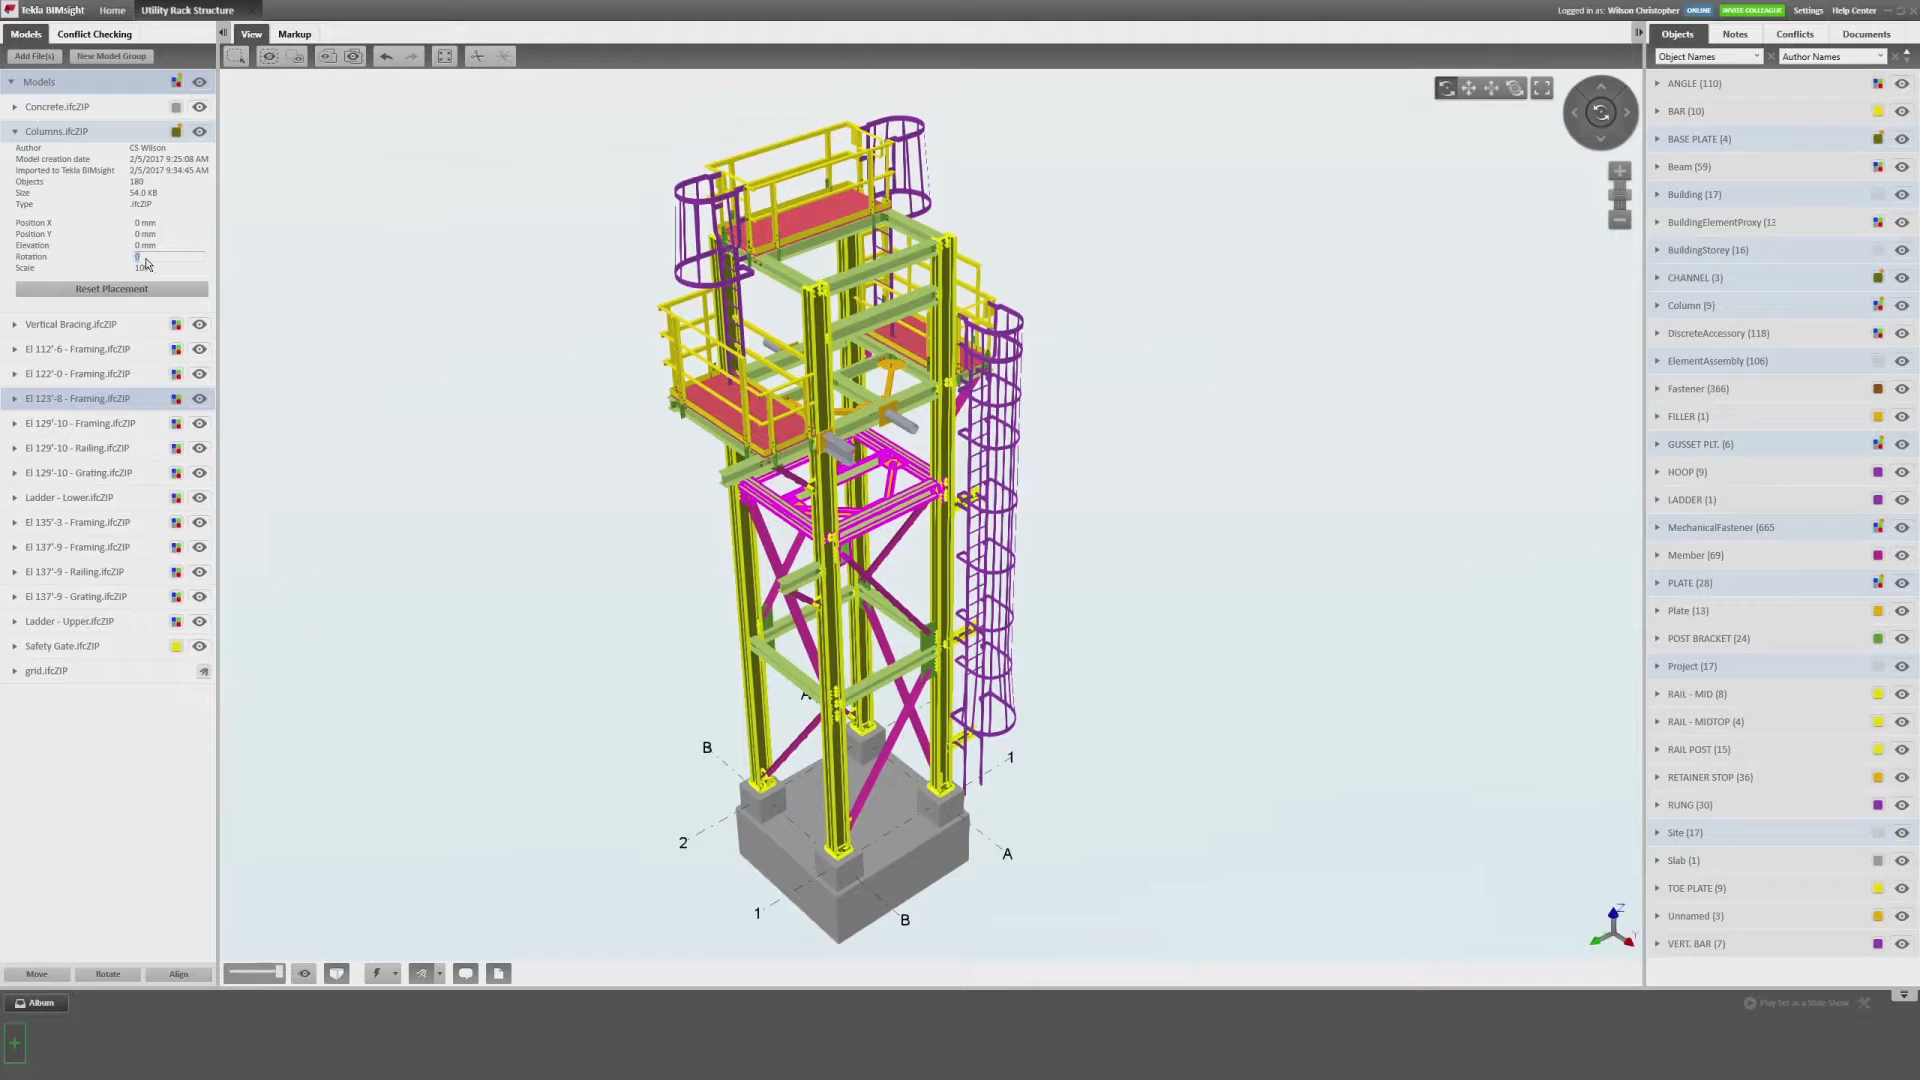 Tekla BIMsight
Home
Utility Rack Structure
Logged in as: Wilson Christopher
ONLINE
INVITE COLLEAGUE
Settings
Help Center
Models
Conflict Checking
Add File(s)
New Model Group
Models
Concrete.ifcZIP
Columns.ifcZIP
Author CS Wilson
Model creation date 2/5/2017 9:25:08 AM
Imported to Tekla BIMsight 2/5/2017 9:34:45 AM
Objects 180
Size 54.0 KB
Type .ifcZIP
Position X 0 mm
Position Y 0 mm
Elevation 0 mm
Rotation 0
Scale
Reset Placement
Vertical Bracing.ifcZIP
El 112'-6 - Framing.ifcZIP
El 122'-0 - Framing.ifcZIP
El 123'-8 - Framing.ifcZIP
El 129'-10 - Framing.ifcZIP
El 129'-10 - Railing.ifcZIP
El 129'-10 - Grating.ifcZIP
Ladder - Lower.ifcZIP
El 135'-3 - Framing.ifcZIP
El 137'-9 - Framing.ifcZIP
El 137'-9 - Railing.ifcZIP
El 137'-9 - Grating.ifcZIP
Ladder - Upper.ifcZIP
Safety Gate.ifcZIP
grid.ifcZIP
Move
Rotate
Align
View
Markup
A
B
1
2
A
1
B
Z
Y
Objects
Notes
Conflicts
Documents
Object Names
Author Names
ANGLE (110)
BAR (10)
BASE PLATE (4)
Beam (59)
Building (17)
BuildingElementProxy (13
BuildingStorey (16)
CHANNEL (3)
Column (9)
DiscreteAccessory (118)
ElementAssembly (106)
Fastener (366)
FILLER (1)
GUSSET PLT. (6)
HOOP (9)
LADDER (1)
MechanicalFastener (665
Member (69)
PLATE (28)
Plate (13)
POST BRACKET (24)
Project (17)
RAIL - MID (8)
RAIL - MIDTOP (4)
RAIL POST (15)
RETAINER STOP (36)
RUNG (30)
Site (17)
Slab (1)
TOE PLATE (9)
Unnamed (3)
VERT. BAR (7)
Album
Play Set as a Slide Show